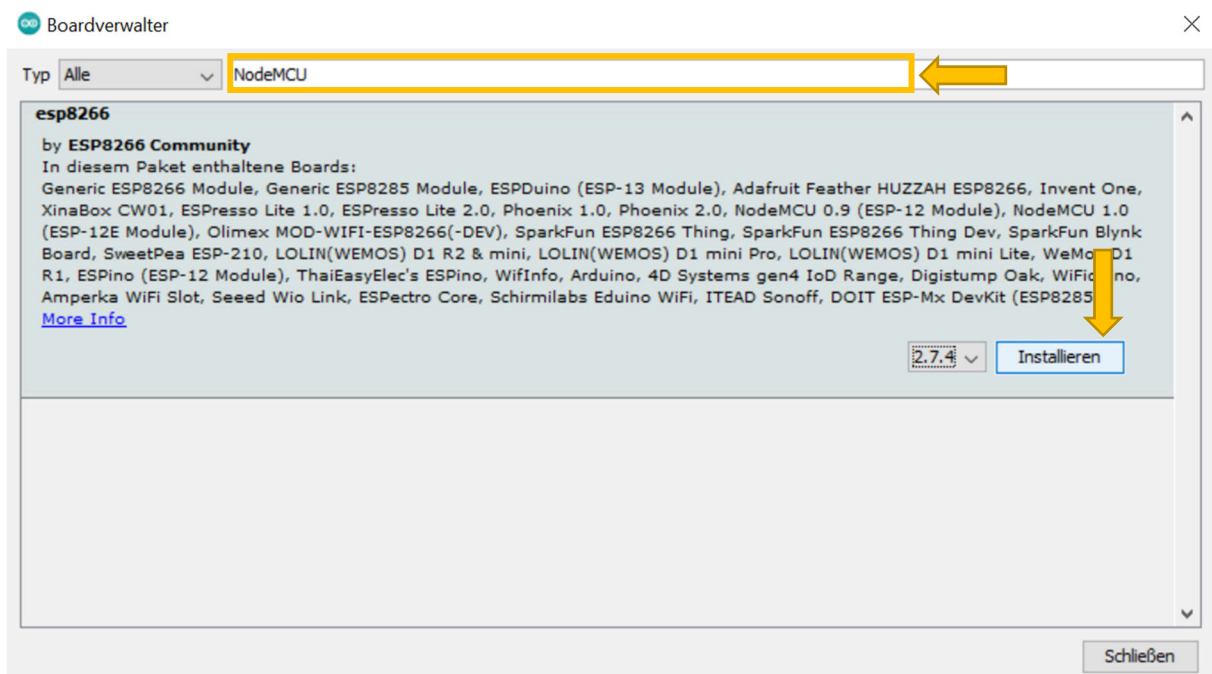 Boardverwalter
Typ Alle NodeMCU
esp8266
by ESP8266 Community
In diesem Paket enthaltene Boards:
Generic ESP8266 Module, Generic ESP8285 Module, ESPDuino (ESP-13 Module), Adafruit Feather HUZZAH ESP8266, Invent One,
XinaBox CW01, ESPresso Lite 1.0, ESPresso Lite 2.0, Phoenix 1.0, Phoenix 2.0, NodeMCU 0.9 (ESP-12 Module), NodeMCU 1.0
(ESP-12E Module), Olimex MOD-WIFI-ESP8266(-DEV), SparkFun ESP8266 Thing, SparkFun ESP8266 Thing Dev, SparkFun Blynk
Board, SweetPea ESP-210, LOLIN(WEMOS) D1 R2 & mini, LOLIN(WEMOS) D1 mini Pro, LOLIN(WEMOS) D1 mini Lite, D1
R1, ESPino (ESP-12 Module), ThaiEasyElec's ESPino, WifInfo, Arduino, 4D Systems gen4 IoD Range, Digistump Oak,
Amperka WiFi Slot, Seeed Wio Link, ESPectro Core, Schirmilabs Eduino WiFi, ITEAD Sonoff, DOIT ESP-Mx DevKit (ESP8285
More Info
2.7.4 Installieren
Schließen